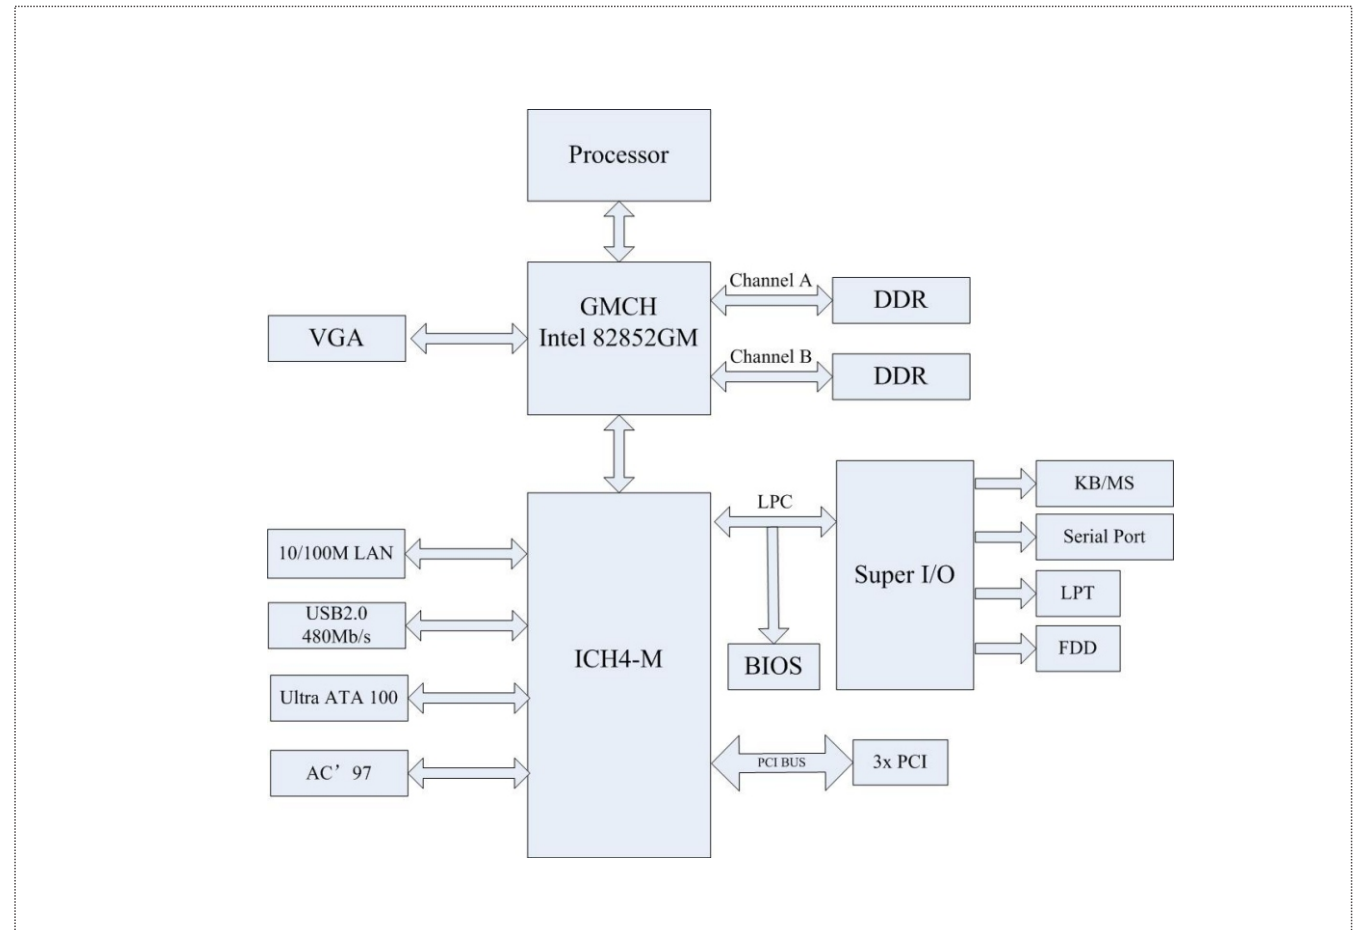 Processor
GMCH
Intel 82852GM
Channel A
DDR
VGA
Channel B
DDR
LPC
KB/MS
Serial Port
10/100M LAN
Super I/O
LPT
USB2.0
480Mb/s
ICH4-M
BIOS
FDD
Ultra ATA 100
AC’97
PCI BUS
3x PCI